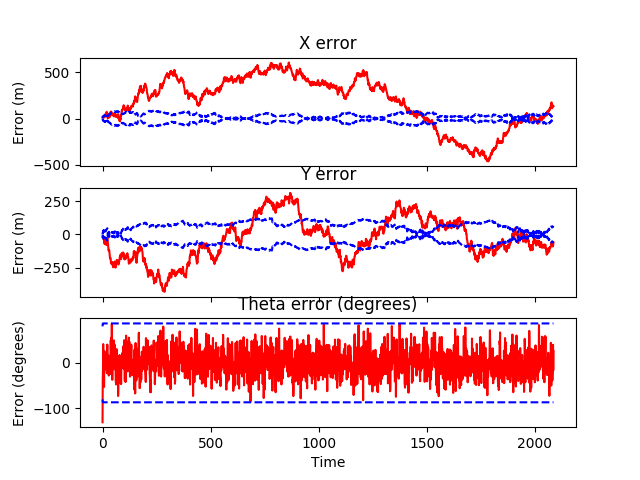 X error
Error (m)
500
0
−500
Y error
Error (m)
250
0
−250
Theta error (degrees)
Error (degrees)
0
−100
0
500
1000
1500
2000
Time